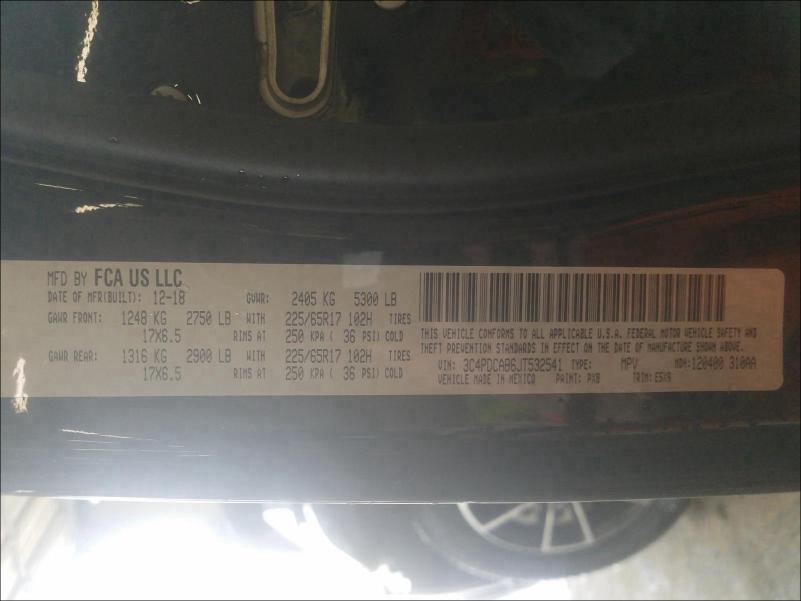 MFD BY FCA US LLC
DATE OF MFR(BUILT): 12-18 GVWR: 2405 KG 5300 LB
GAWR FRONT: 1248 KG 2750 LB WITH 225/65R17 102H TIRES
17X6.5 RIMS AT 250 KPA ( 36 PSI) COLD
GAWR REAR: 1316 KG 2900 LB WITH 225/65R17 102H TIRES
17X6.5 RIMS AT 250 KPA ( 36 PSI) COLD
THIS VEHICLE CONFORMS TO ALL APPLICABLE U.S.A. FEDERAL MOTOR VEHICLE SAFETY AND
THEFT PREVENTION STANDARDS IN EFFECT ON THE DATE OF MANUFACTURE SHOWN ABOVE.
VIN: 3C4PDCAB6JT532541 TYPE: MPV MDH: 120400 310AA
VEHICLE MADE IN MEXICO PAINT: PX8 TRIM: E5X9